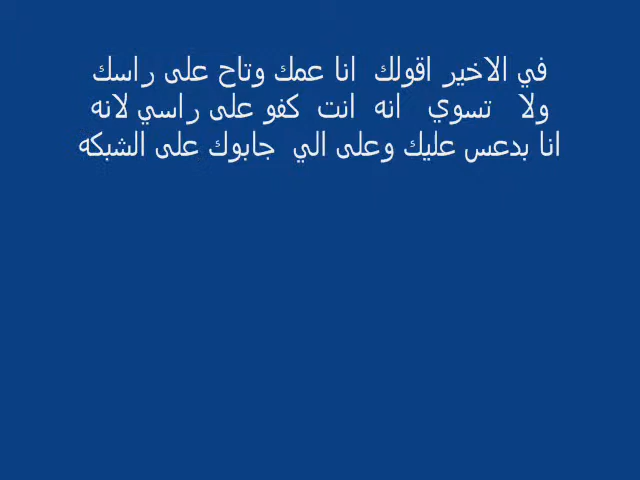 في الاخير اقولك انا عمك وتاح على راسك
ولا تسوي انه انت كفو على راسي لانه
انا بدعس عليك وعلى الي جابوك على الشبكه